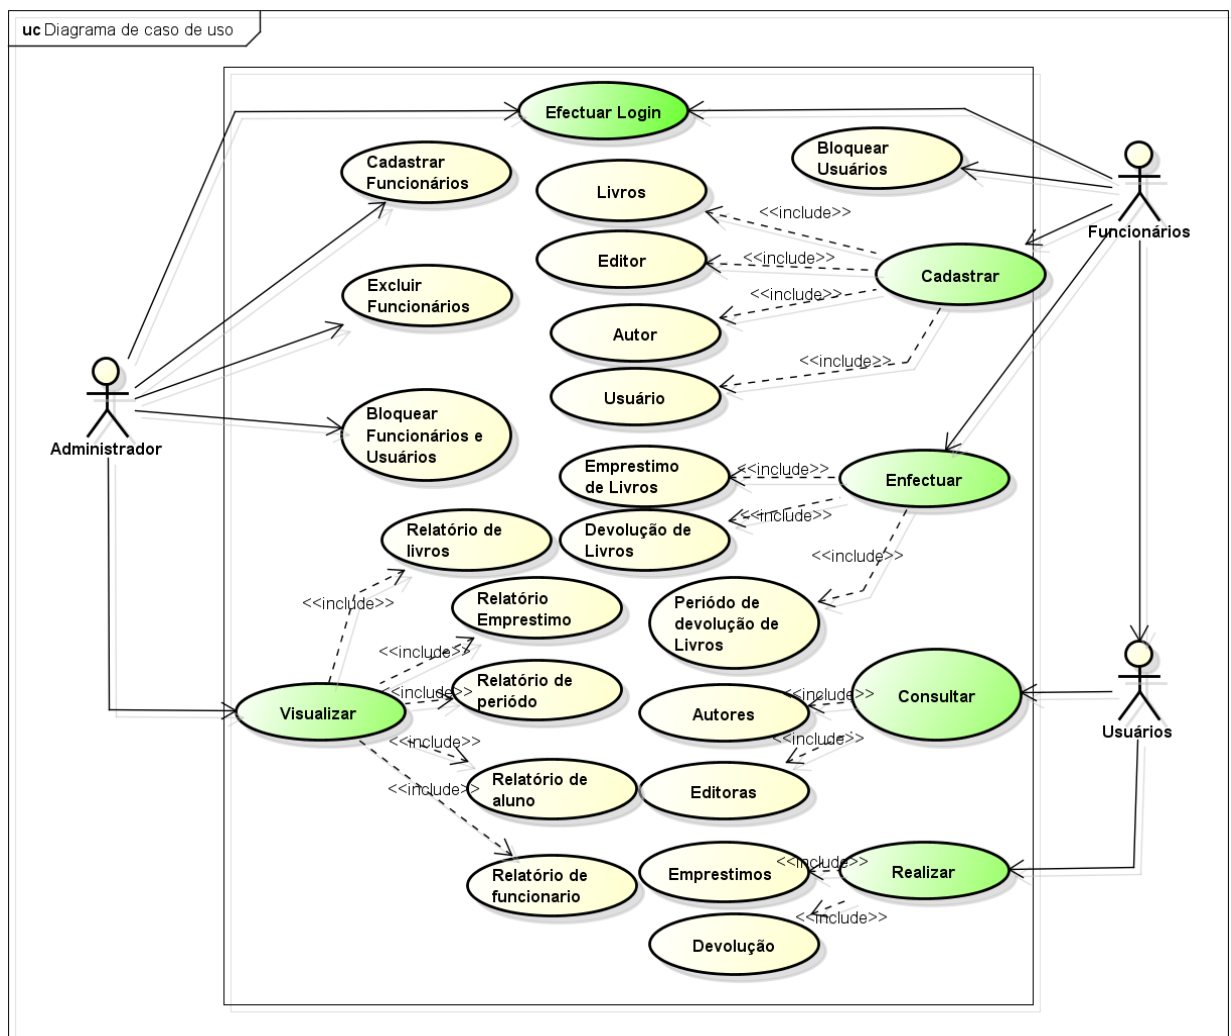 uc Diagrama de caso de uso
Efectuar Login
Cadastrar
Funcionários
Bloquear
Usuários
Livros
<<include>>
Funcionários
Editor
<<include>>
Cadastrar
Excluir
Funcionários
<<include>>
Autor
<<include>>
Usuário
Administrador
Bloquear
Funcionários e
Usuários
Emprestimo
de Livros
<<include>>
Enfectuar
Relatório de
livros
Devolução de
Livros
<<include>>
<<include>>
<<include>>
Relatório
Emprestimo
Periódo de
devolução de
Livros
<<include>>
<<include>>
Relatório de
periódo
Visualizar
Autores
<<include>>
Consultar
Usuários
<<include>>
<<include>>
<<include>>
Relatório de
aluno
Editoras
Relatório de
funcionario
Emprestimos
<<include>>
Realizar
<<include>>
Devolução